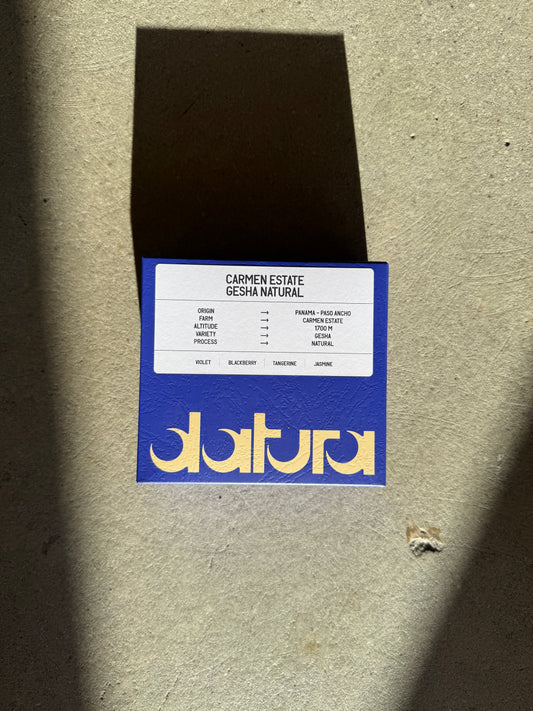 CARMEN ESTATE
GESHA NATURAL
ORIGIN → PANAMA - PASO ANCHO
FARM → CARMEN ESTATE
ALTITUDE → 1700 M
VARIETY → GESHA
PROCESS → NATURAL
VIOLET BLACKBERRY TANGERINE JASMINE
datura